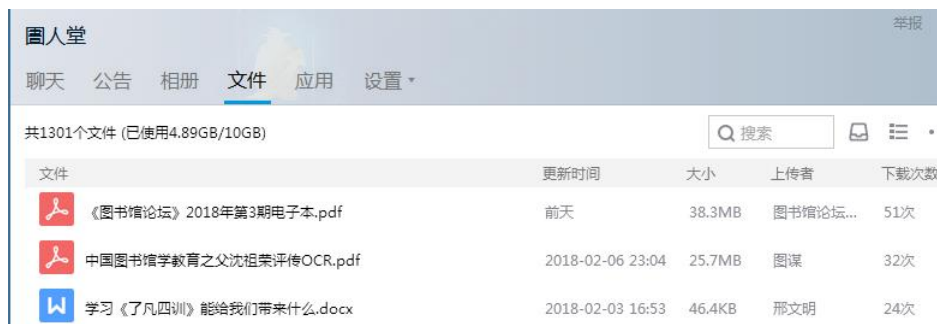 圕人堂
举报
聊天 公告 相册 文件 应用 设置
共1301个文件 (已使用4.89GB/10GB)
搜索
文件 更新时间 大小 上传者 下载次数
《图书馆论坛》2018年第3期电子本.pdf 前天 38.3MB 图书馆论坛... 51次
中国图书馆学教育之父沈祖荣评传OCR.pdf 2018-02-06 23:04 25.7MB 图谋 32次
学习《了凡四训》能给我们带来什么.docx 2018-02-03 16:53 46.4KB 邢文明 24次